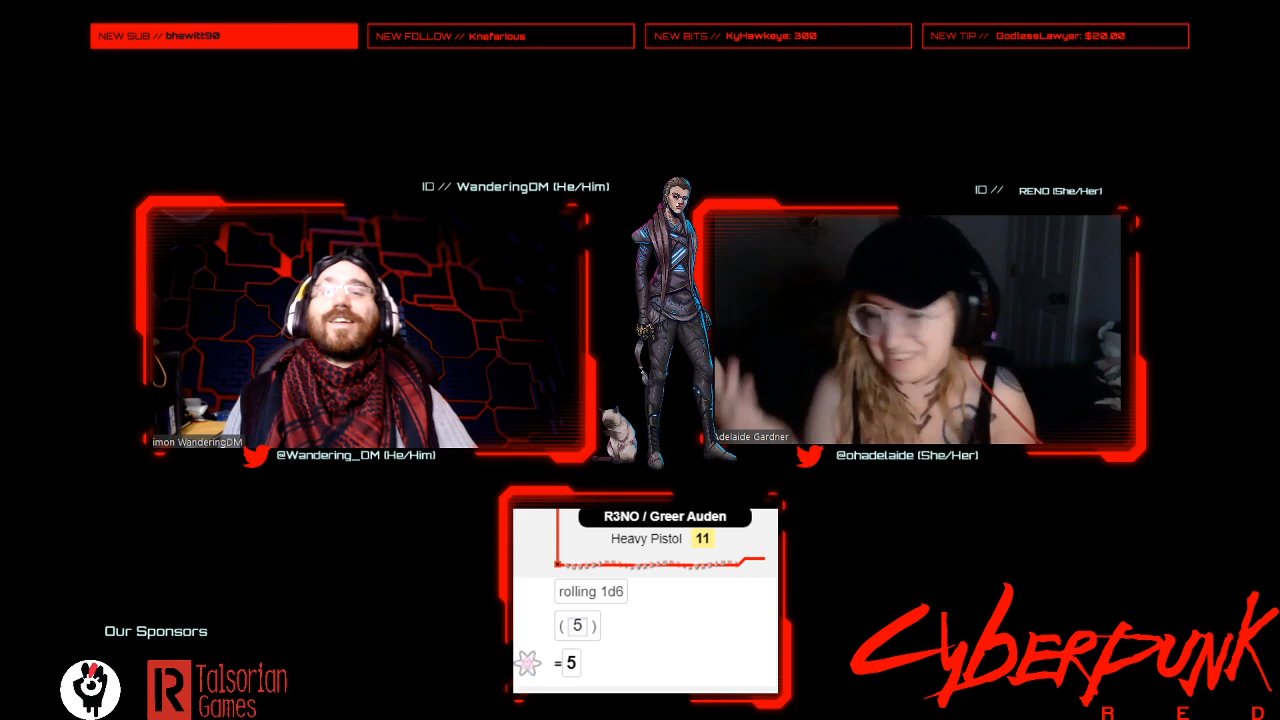 NEW SUB // bhewitt90
NEW FOLLOW // Knefarious
NEW BITS // KyHawkeye: 300
NEW TIP // GodlessLawyer: $20.00
ID // WanderingDM (He/Him)
ID // RENO (She/Her)
imon WanderingDM
Adelaide Gardner
@Wandering_DM (He/Him)
@ohadelaide (She/Her)
R3NO / Greer Auden
Heavy Pistol 11
rolling 1d6
( 5 )
=5
Our Sponsors
R Talsorian
Games
Cyberpunk
RED